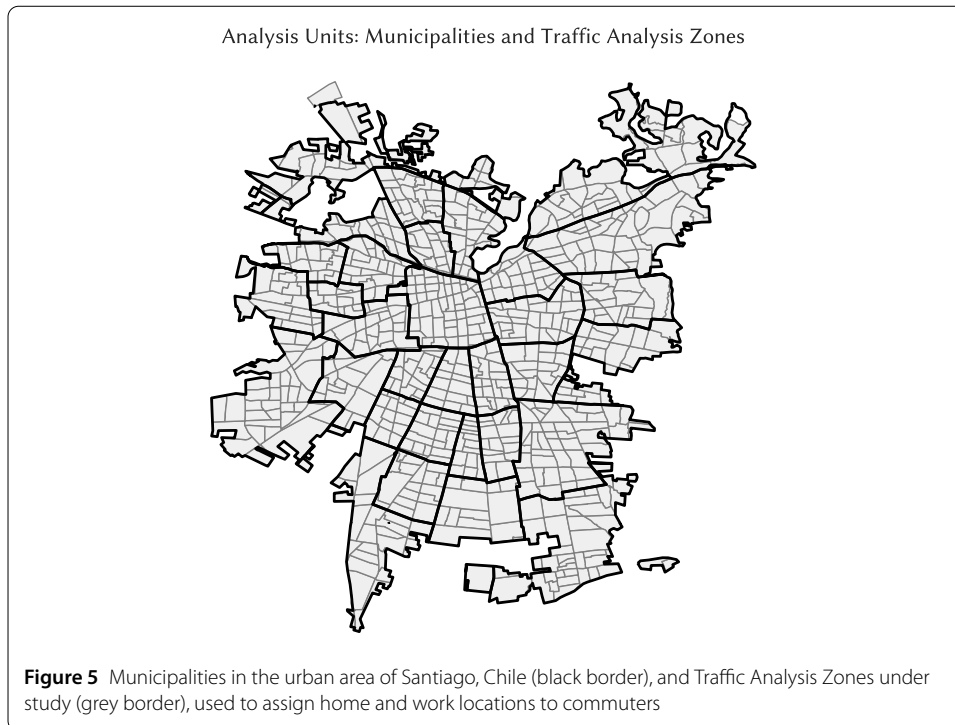 Analysis Units: Municipalities and Traffic Analysis Zones
Figure 5 Municipalities in the urban area of Santiago, Chile (black border), and Traffic Analysis Zones under
study (grey border), used to assign home and work locations to commuters